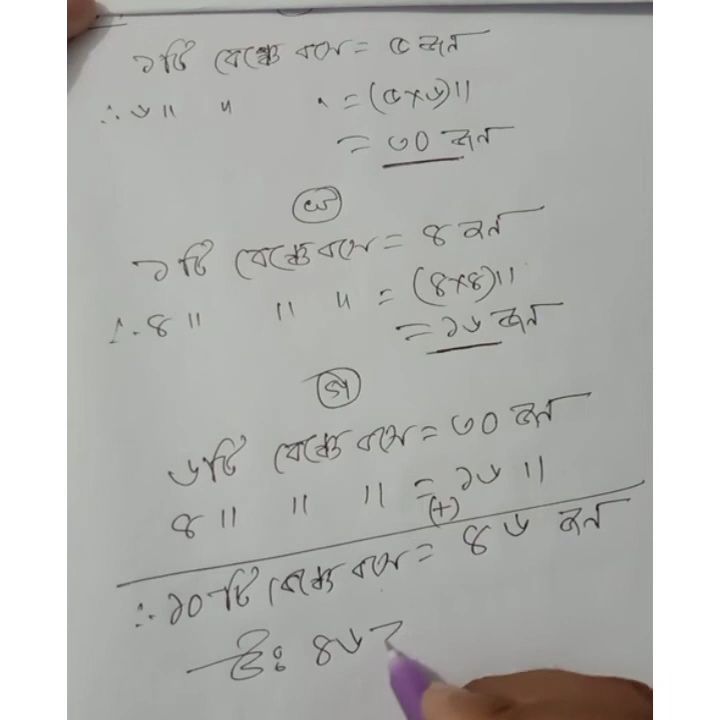 ১টি বেঞ্চে বসে = ৫ জন
∴ ৬ ॥ ॥ ॥ = (৫×৬) ॥
= ৩০ জন
খ
১টি বেঞ্চে বসে = ৪ জন
∴ ৪ ॥ ॥ ॥ = (৪×৪) ॥
= ১৬ জন
গ
৬টি বেঞ্চে বসে = ৩০ জন
৪ ॥ ॥ ॥ = ১৬ ॥
(+)
∴ ১০টি বেঞ্চে বসে = ৪৬ জন
উঃ ৪৬